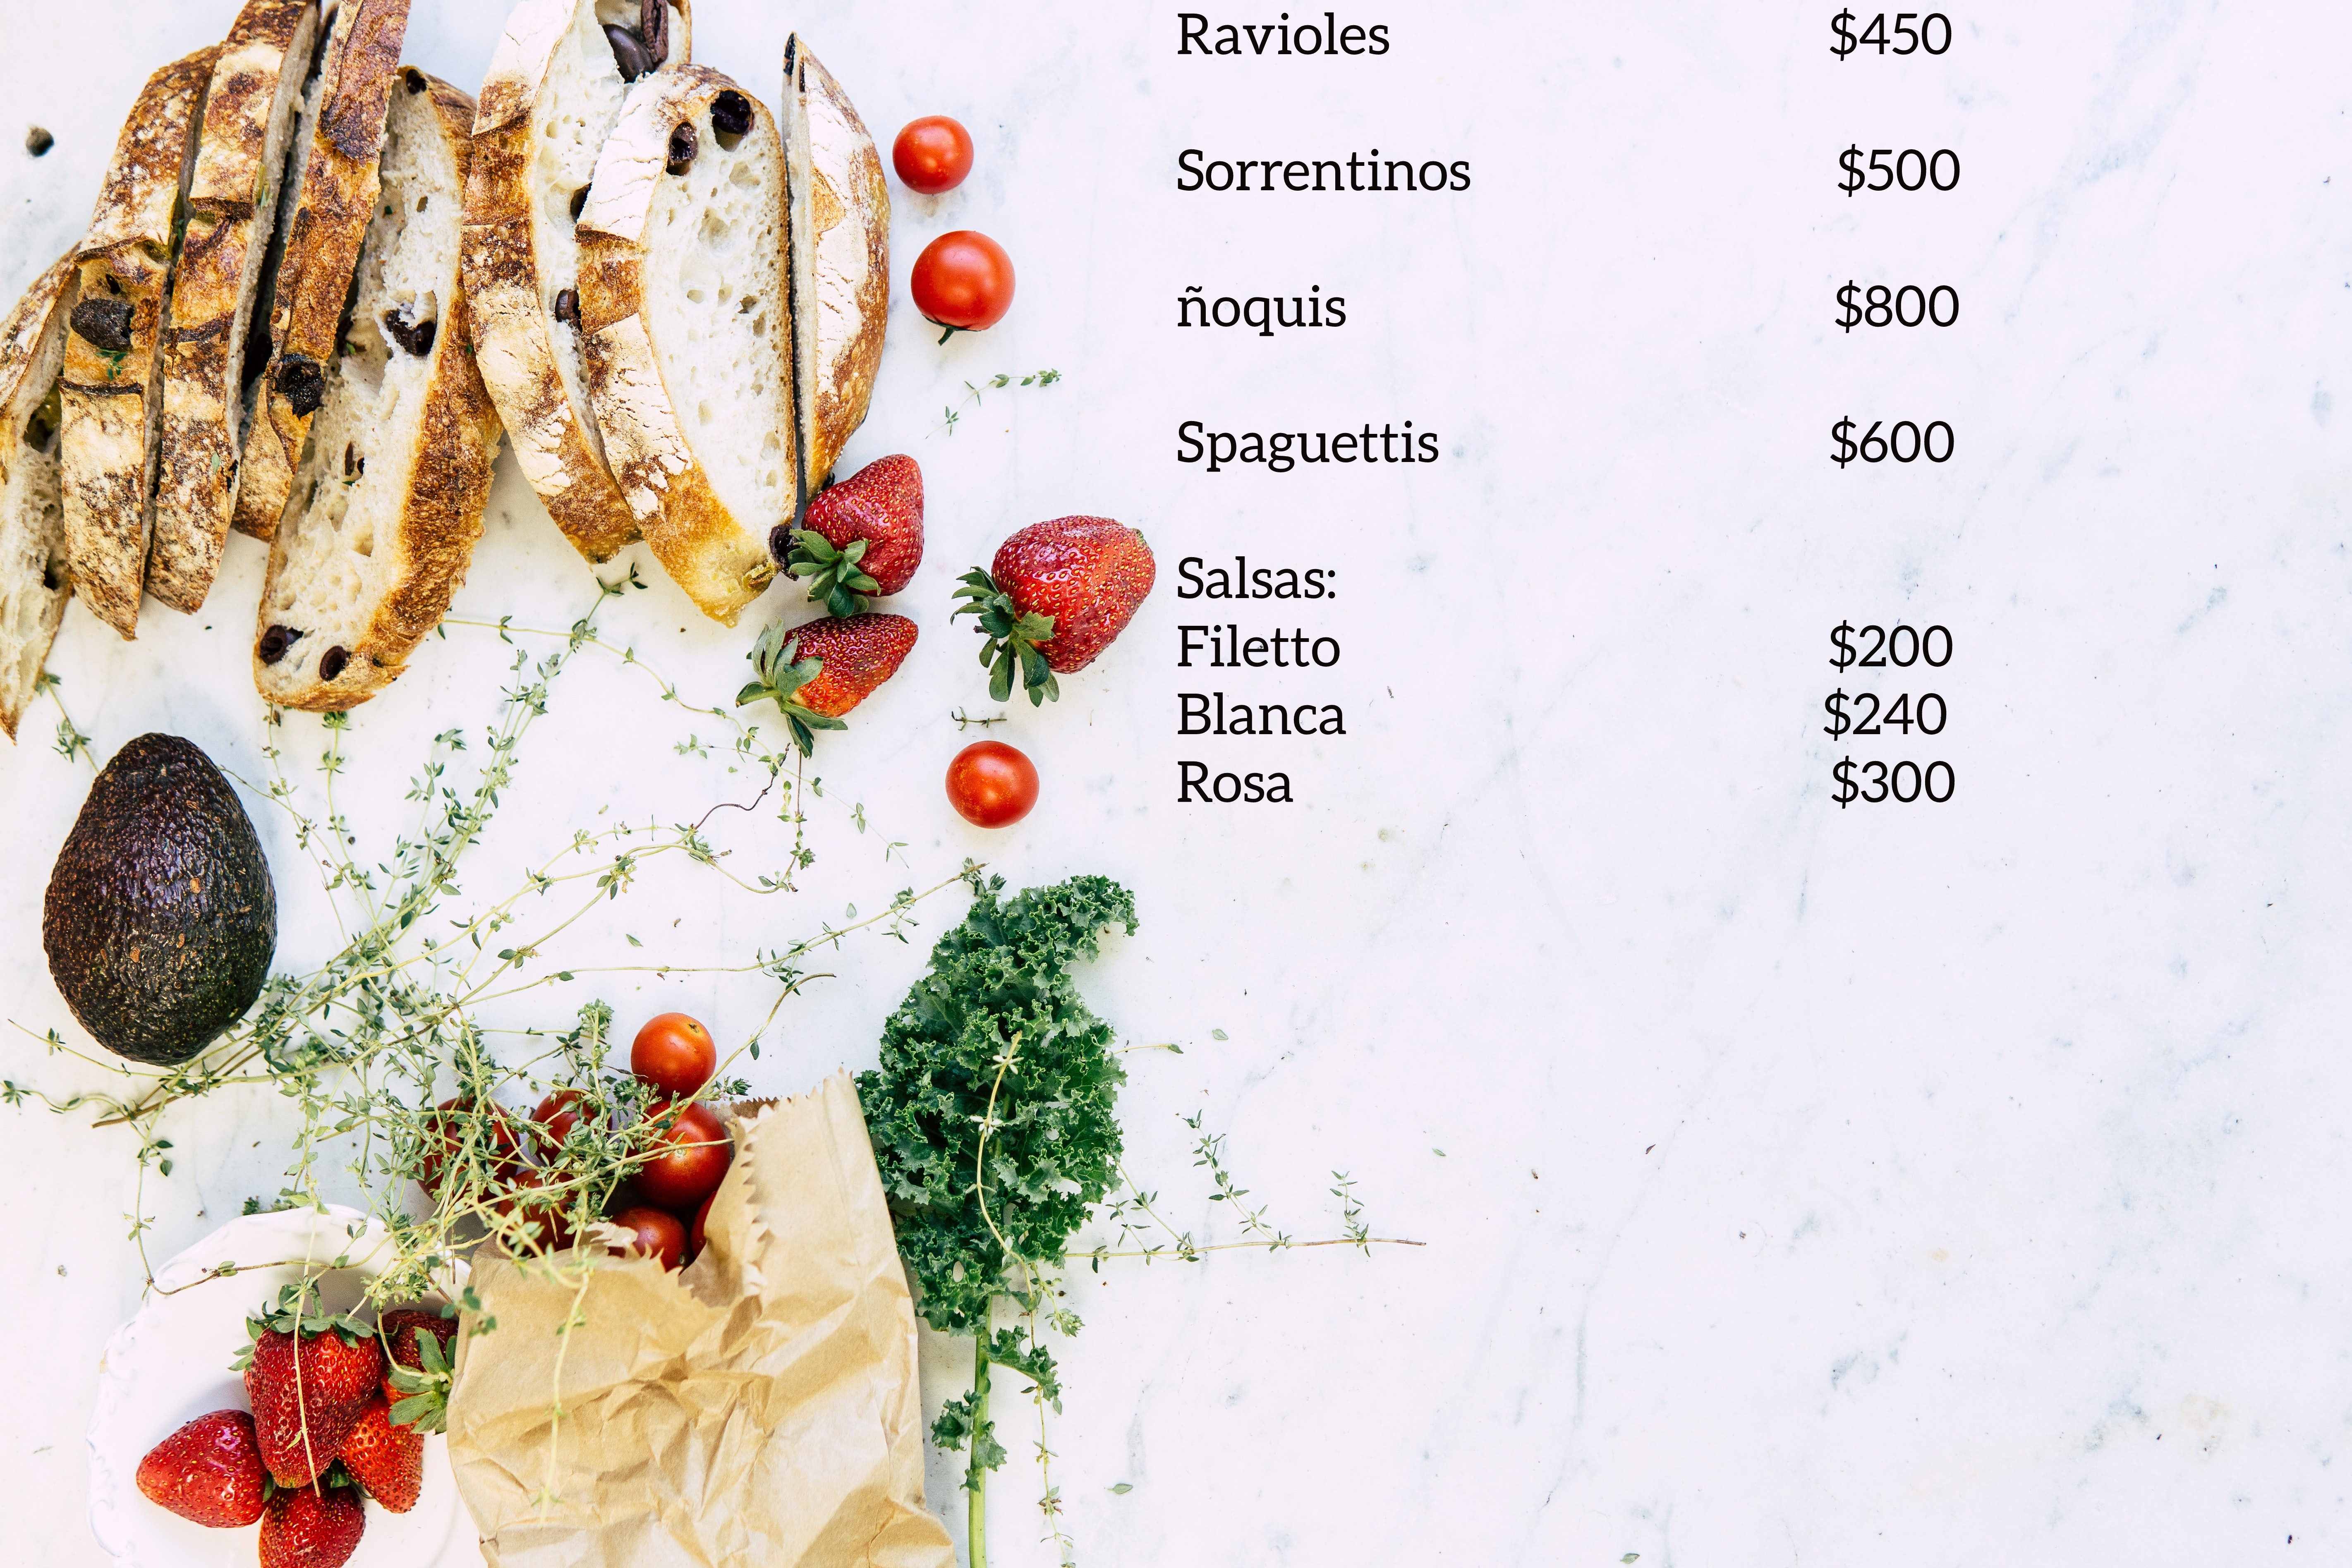 Ravioles $450
Sorrentinos $500
ñoquis $800
Spaguettis $600
Salsas:
Filetto $200
Blanca $240
Rosa $300